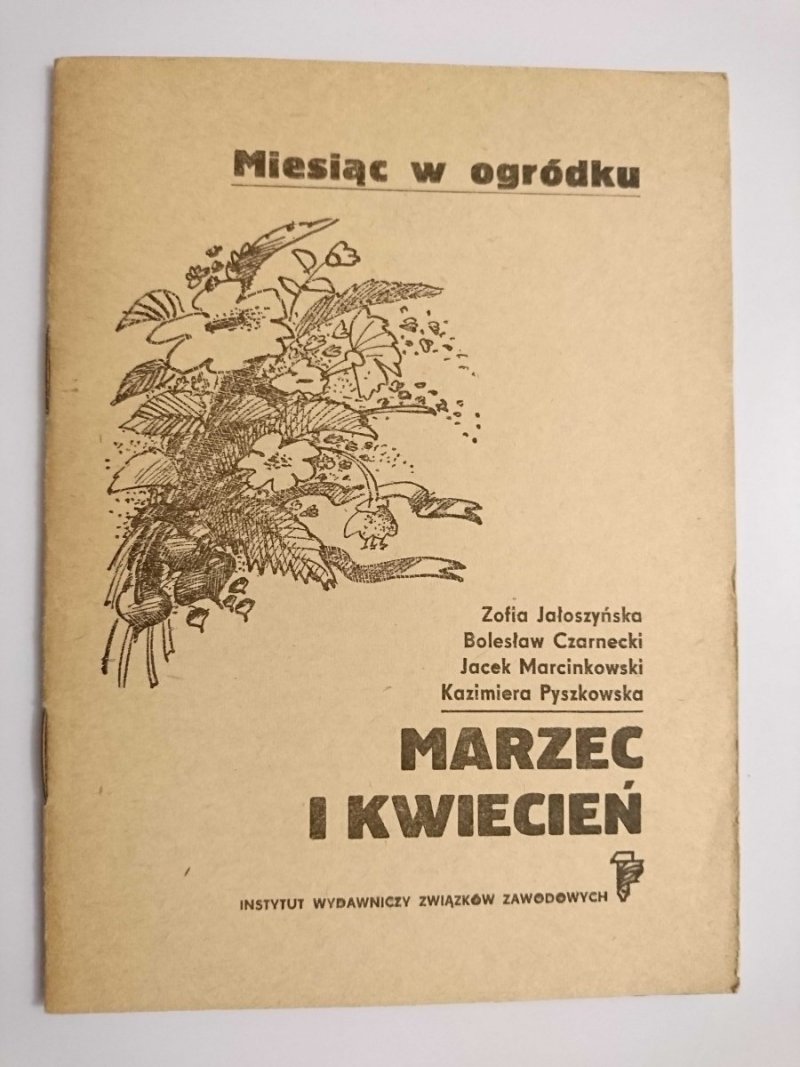 Miesiąc w ogródku
Zofia Jałoszyńska
Bolesław Czarnecki
Jacek Marcinkowski
Kazimiera Pyszkowska
MARZEC
I KWIECIEŃ
INSTYTUT WYDAWNICZY ZWIĄZKÓW ZAWODOWYCH